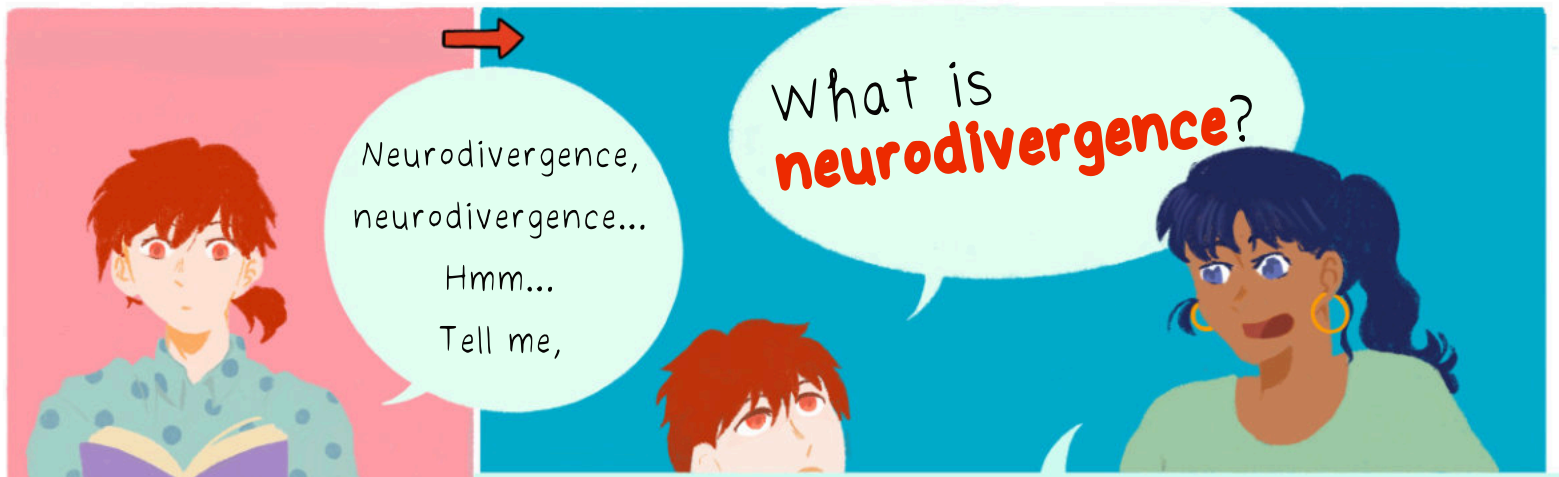 Neurodivergence,
neurodivergence...
Hmm...
Tell me,
What is
neurodivergence?